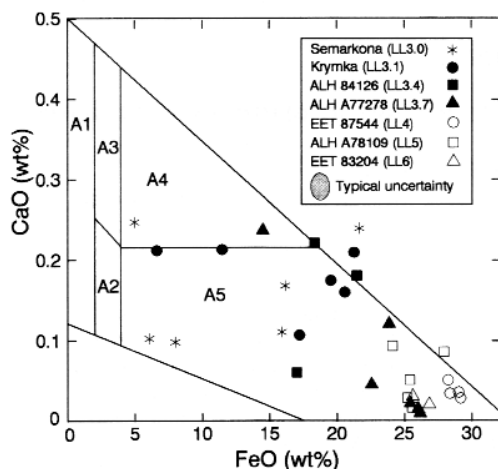 0.5
0.4
0.3
0.2
0.1
0
CaO (wt%)
A1
A3
A4
A2
A5
Semarkona (LL3.0)
Krymka (LL3.1)
ALH 84126 (LL3.4)
ALH A77278 (LL3.7)
EET 87544 (LL4)
ALH A78109 (LL5)
EET 83204 (LL6)
Typical uncertainty
0 5 10 15 20 25 30
FeO (wt%)